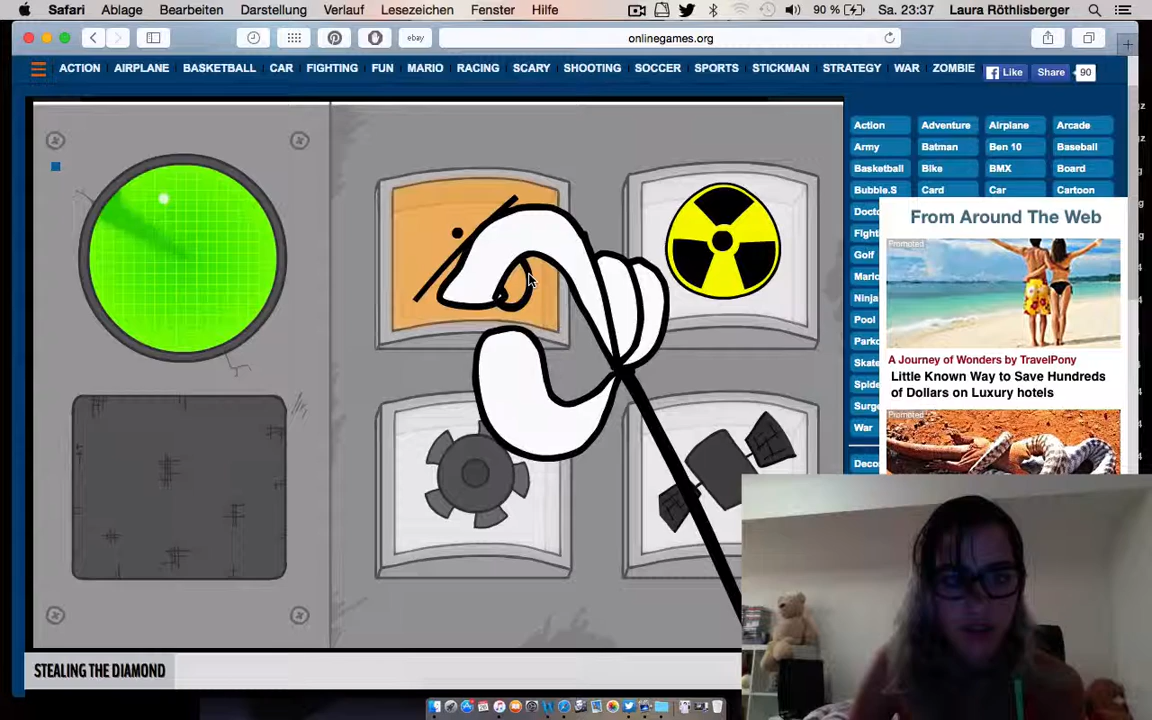 Safari Ablage Bearbeiten Darstellung Verlauf Lesezeichen Fenster Hilfe 90 % Sa. 23:37 Laura Röthlisberger
ebay onlinegames.org
ACTION AIRPLANE BASKETBALL CAR FIGHTING FUN MARIO RACING SCARY SHOOTING SOCCER SPORTS STICKMAN STRATEGY WAR ZOMBIE Like Share 90
Action Adventure Airplane Arcade
Army Batman Ben 10 Baseball
Basketball Bike BMX Board
Bubble.S Card Car Cartoon
From Around The Web
Promoted
A Journey of Wonders by TravelPony
Little Known Way to Save Hundreds
of Dollars on Luxury hotels
Promoted
Golf
Pool
War
STEALING THE DIAMOND